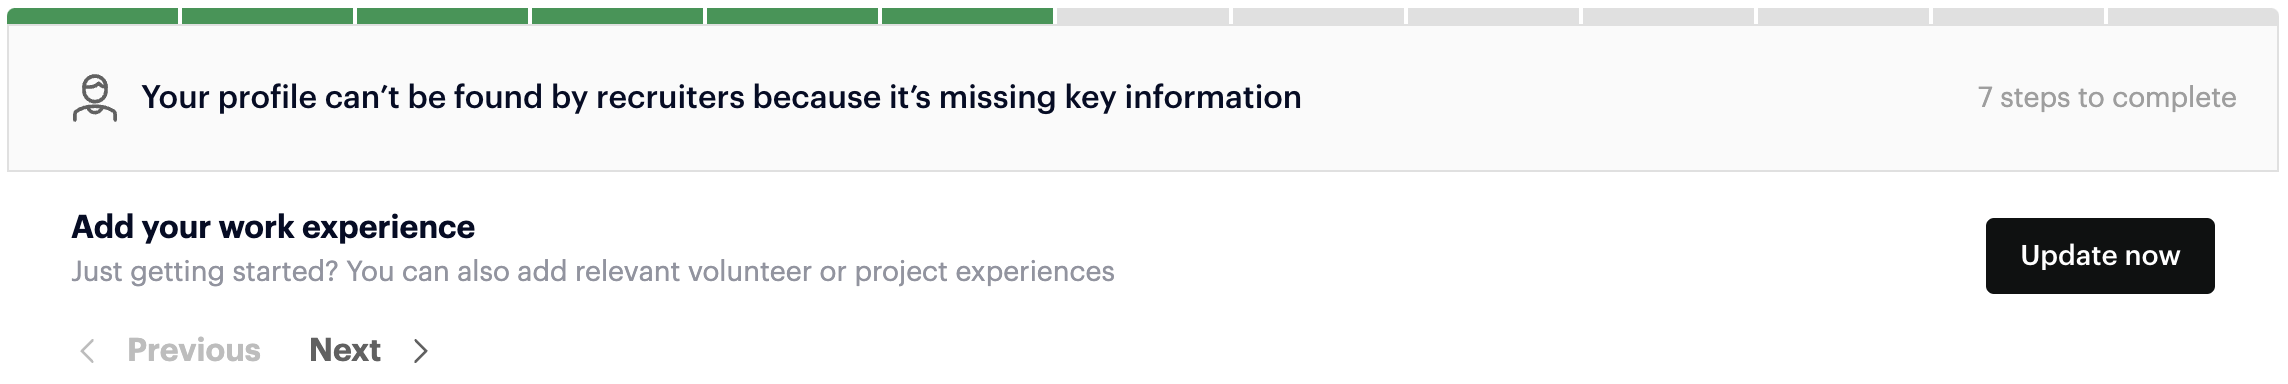 Your profile can’t be found by recruiters because it’s missing key information
7 steps to complete
Add your work experience
Just getting started? You can also add relevant volunteer or project experiences
Update now
Previous
Next